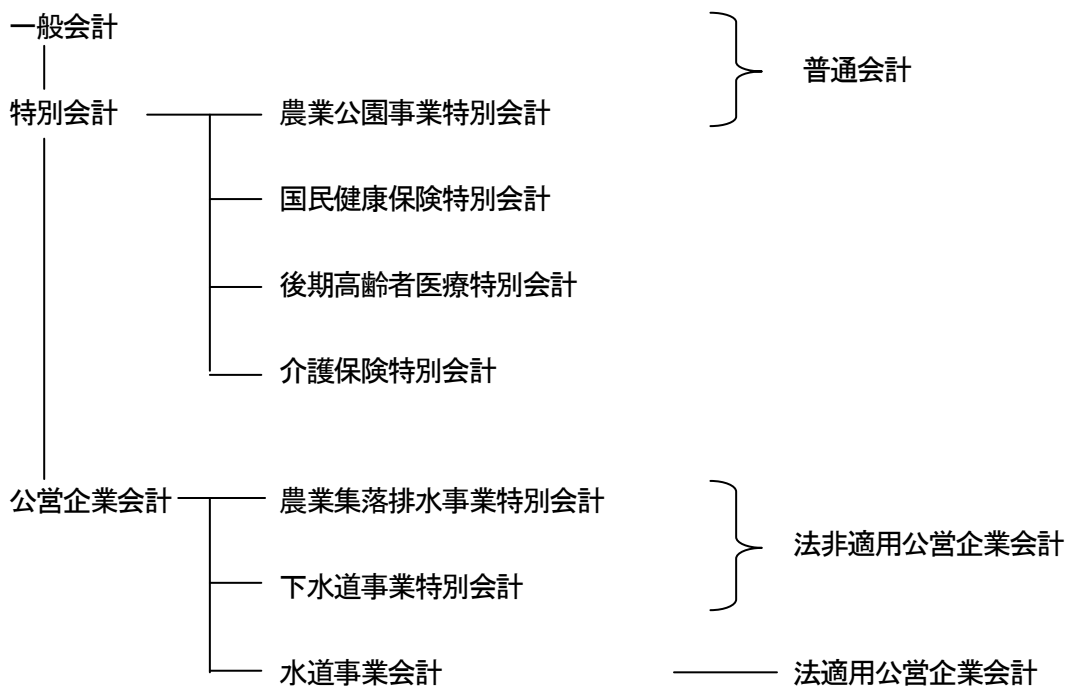 一般会計
普通会計
特別会計 農業公園事業特別会計
国民健康保険特別会計
後期高齢者医療特別会計
介護保険特別会計
公営企業会計 農業集落排水事業特別会計
法非適用公営企業会計
下水道事業特別会計
水道事業会計 法適用公営企業会計